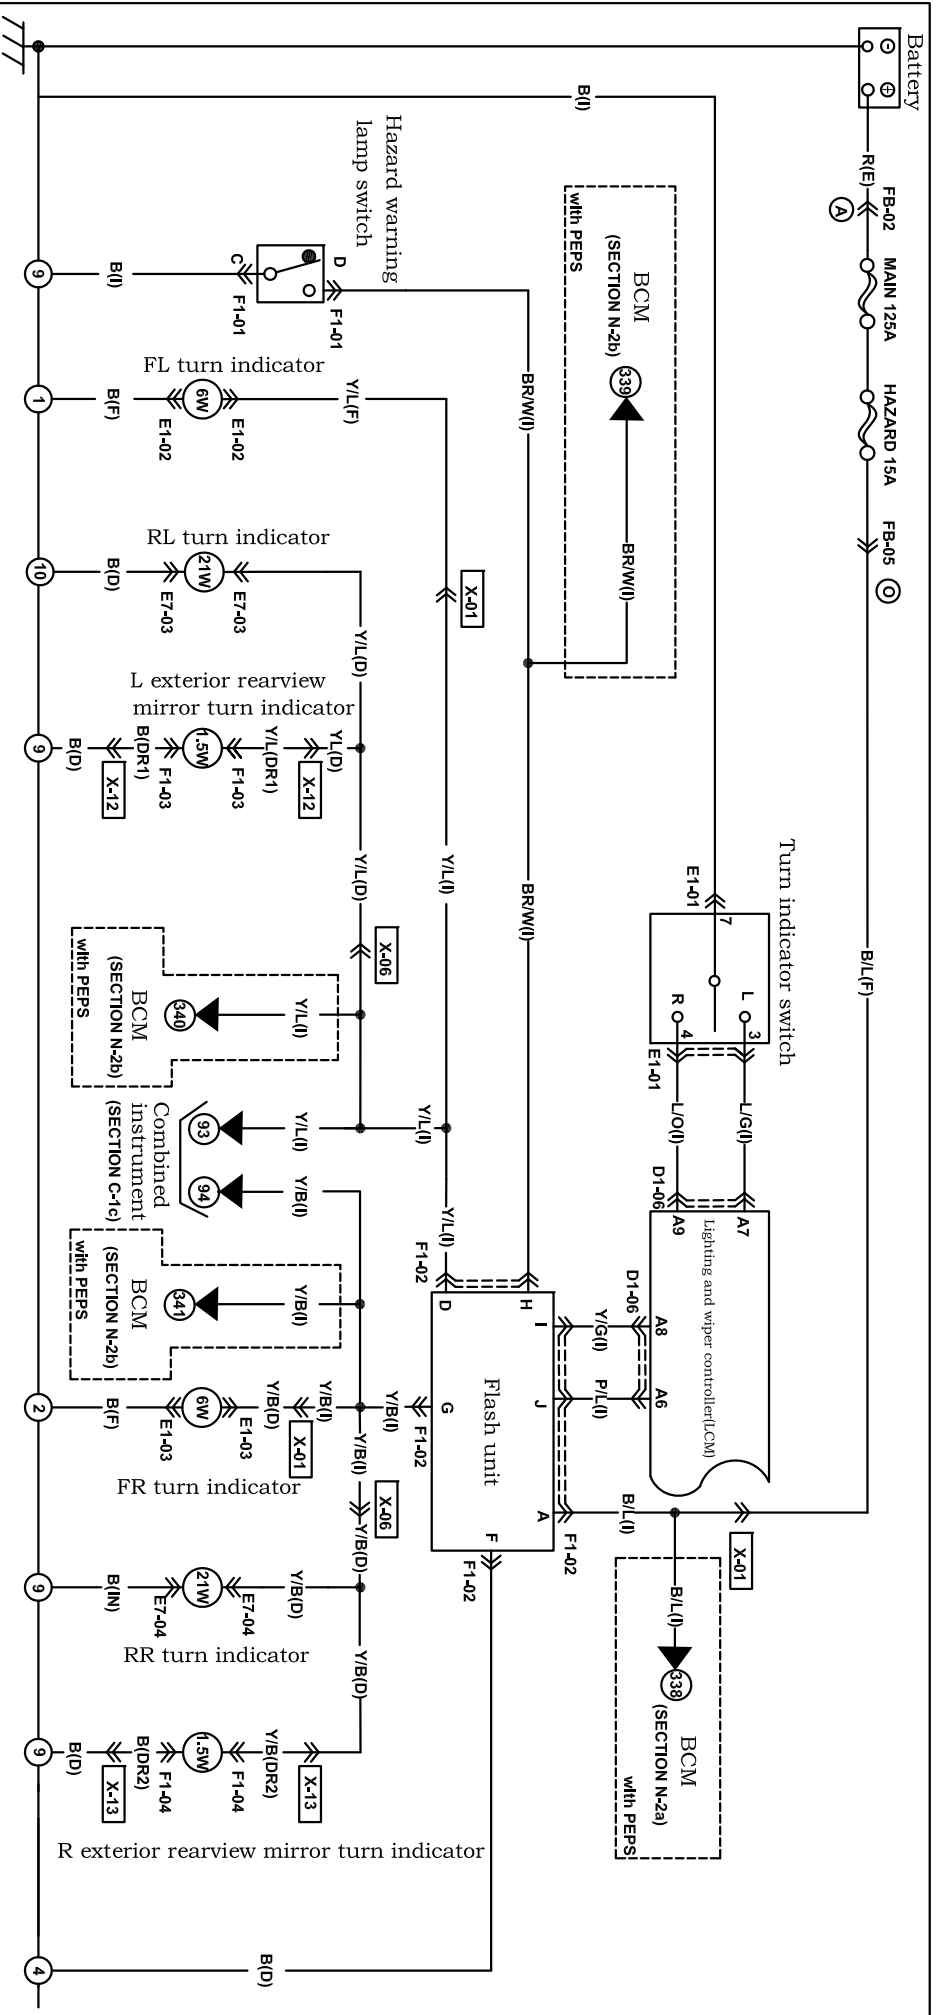 Battery
-
+
R(E)
FB-02
A
MAIN 125A
HAZARD 15A
FB-05
O
B/L(F)
B(I)
Hazard warning
lamp switch
C
D
F1-01
F1-01
B(I)
9
BR/W(I)
with PEPS
BCM
(SECTION N-2b)
339
BR/W(I)
BR/W(I)
FL turn indicator
Y/L(F)
6W
E1-02
E1-02
B(F)
1
X-01
Y/L(I)
RL turn indicator
21W
E7-03
E7-03
B(D)
10
Y/L(D)
L exterior rearview
mirror turn indicator
YL(D)
X-12
Y/L(DR1)
F1-03
1.5W
F1-03
B(DR1)
X-12
B(D)
9
Y/L(D)
X-06
Turn indicator switch
E1-01
7
L
R
3
4
E1-01
L/G(I)
L/O(I)
D1-06
A7
A9
Lighting and wiper controller(LCM)
A8
A6
D1-06
Y/G(I)
P/L(I)
BCM
(SECTION N-2b)
with PEPS
340
Y/L(I)
Combined
instrument
(SECTION C-1c)
93
94
Y/L(I)
Y/B(I)
Y/L(I)
Y/L(I)
F1-02
BCM
(SECTION N-2b)
with PEPS
341
Y/B(I)
D
H
I
J
A
G
F
Flash unit
F1-02
F1-02
F1-02
B/L(I)
X-01
B/L(I)
338
BCM
(SECTION N-2a)
with PEPS
Y/B(I)
Y/B(I)
Y/B(I)
X-01
Y/B(D)
E1-03
6W
E1-03
B(F)
2
FR turn indicator
X-06
Y/B(D)
Y/B(D)
E7-04
21W
E7-04
B(IN)
9
RR turn indicator
Y/B(D)
X-13
Y/B(DR2)
F1-04
1.5W
F1-04
B(DR2)
X-13
B(D)
9
R exterior rearview mirror turn indicator
B(D)
4